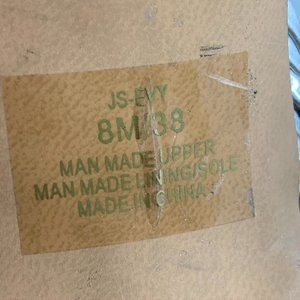 JS-EVY
8M/38
MAN MADE UPPER
MAN MADE LINING/SOLE
MADE IN CHINA